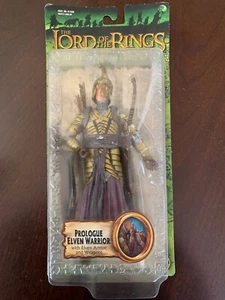 THE
LORD OF THE RINGS
PROLOGUE
ELVEN WARRIOR
with Elven Armor
and Weapons